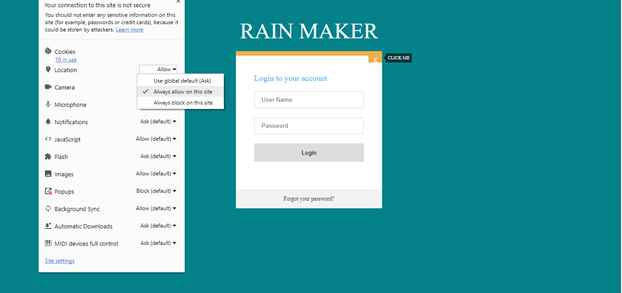 Your connection to this site is not secure
You should not enter any sensitive information on this
site (for example, passwords or credit cards), because it
could be stolen by attackers. Learn more
Cookies
10 in use
Location Allow
Use global default (Ask)
Always allow on this site
Always block on this site
Camera
Microphone
Notifications Ask (default)
JavaScript Allow (default)
Flash Ask (default)
Images Allow (default)
Popups Block (default)
Background Sync Allow (default)
Automatic Downloads Ask (default)
MIDI devices full control Ask (default)
Site settings
RAIN MAKER
X CLICK ME
Login to your account
User Name
Password
Login
Forgot your password?